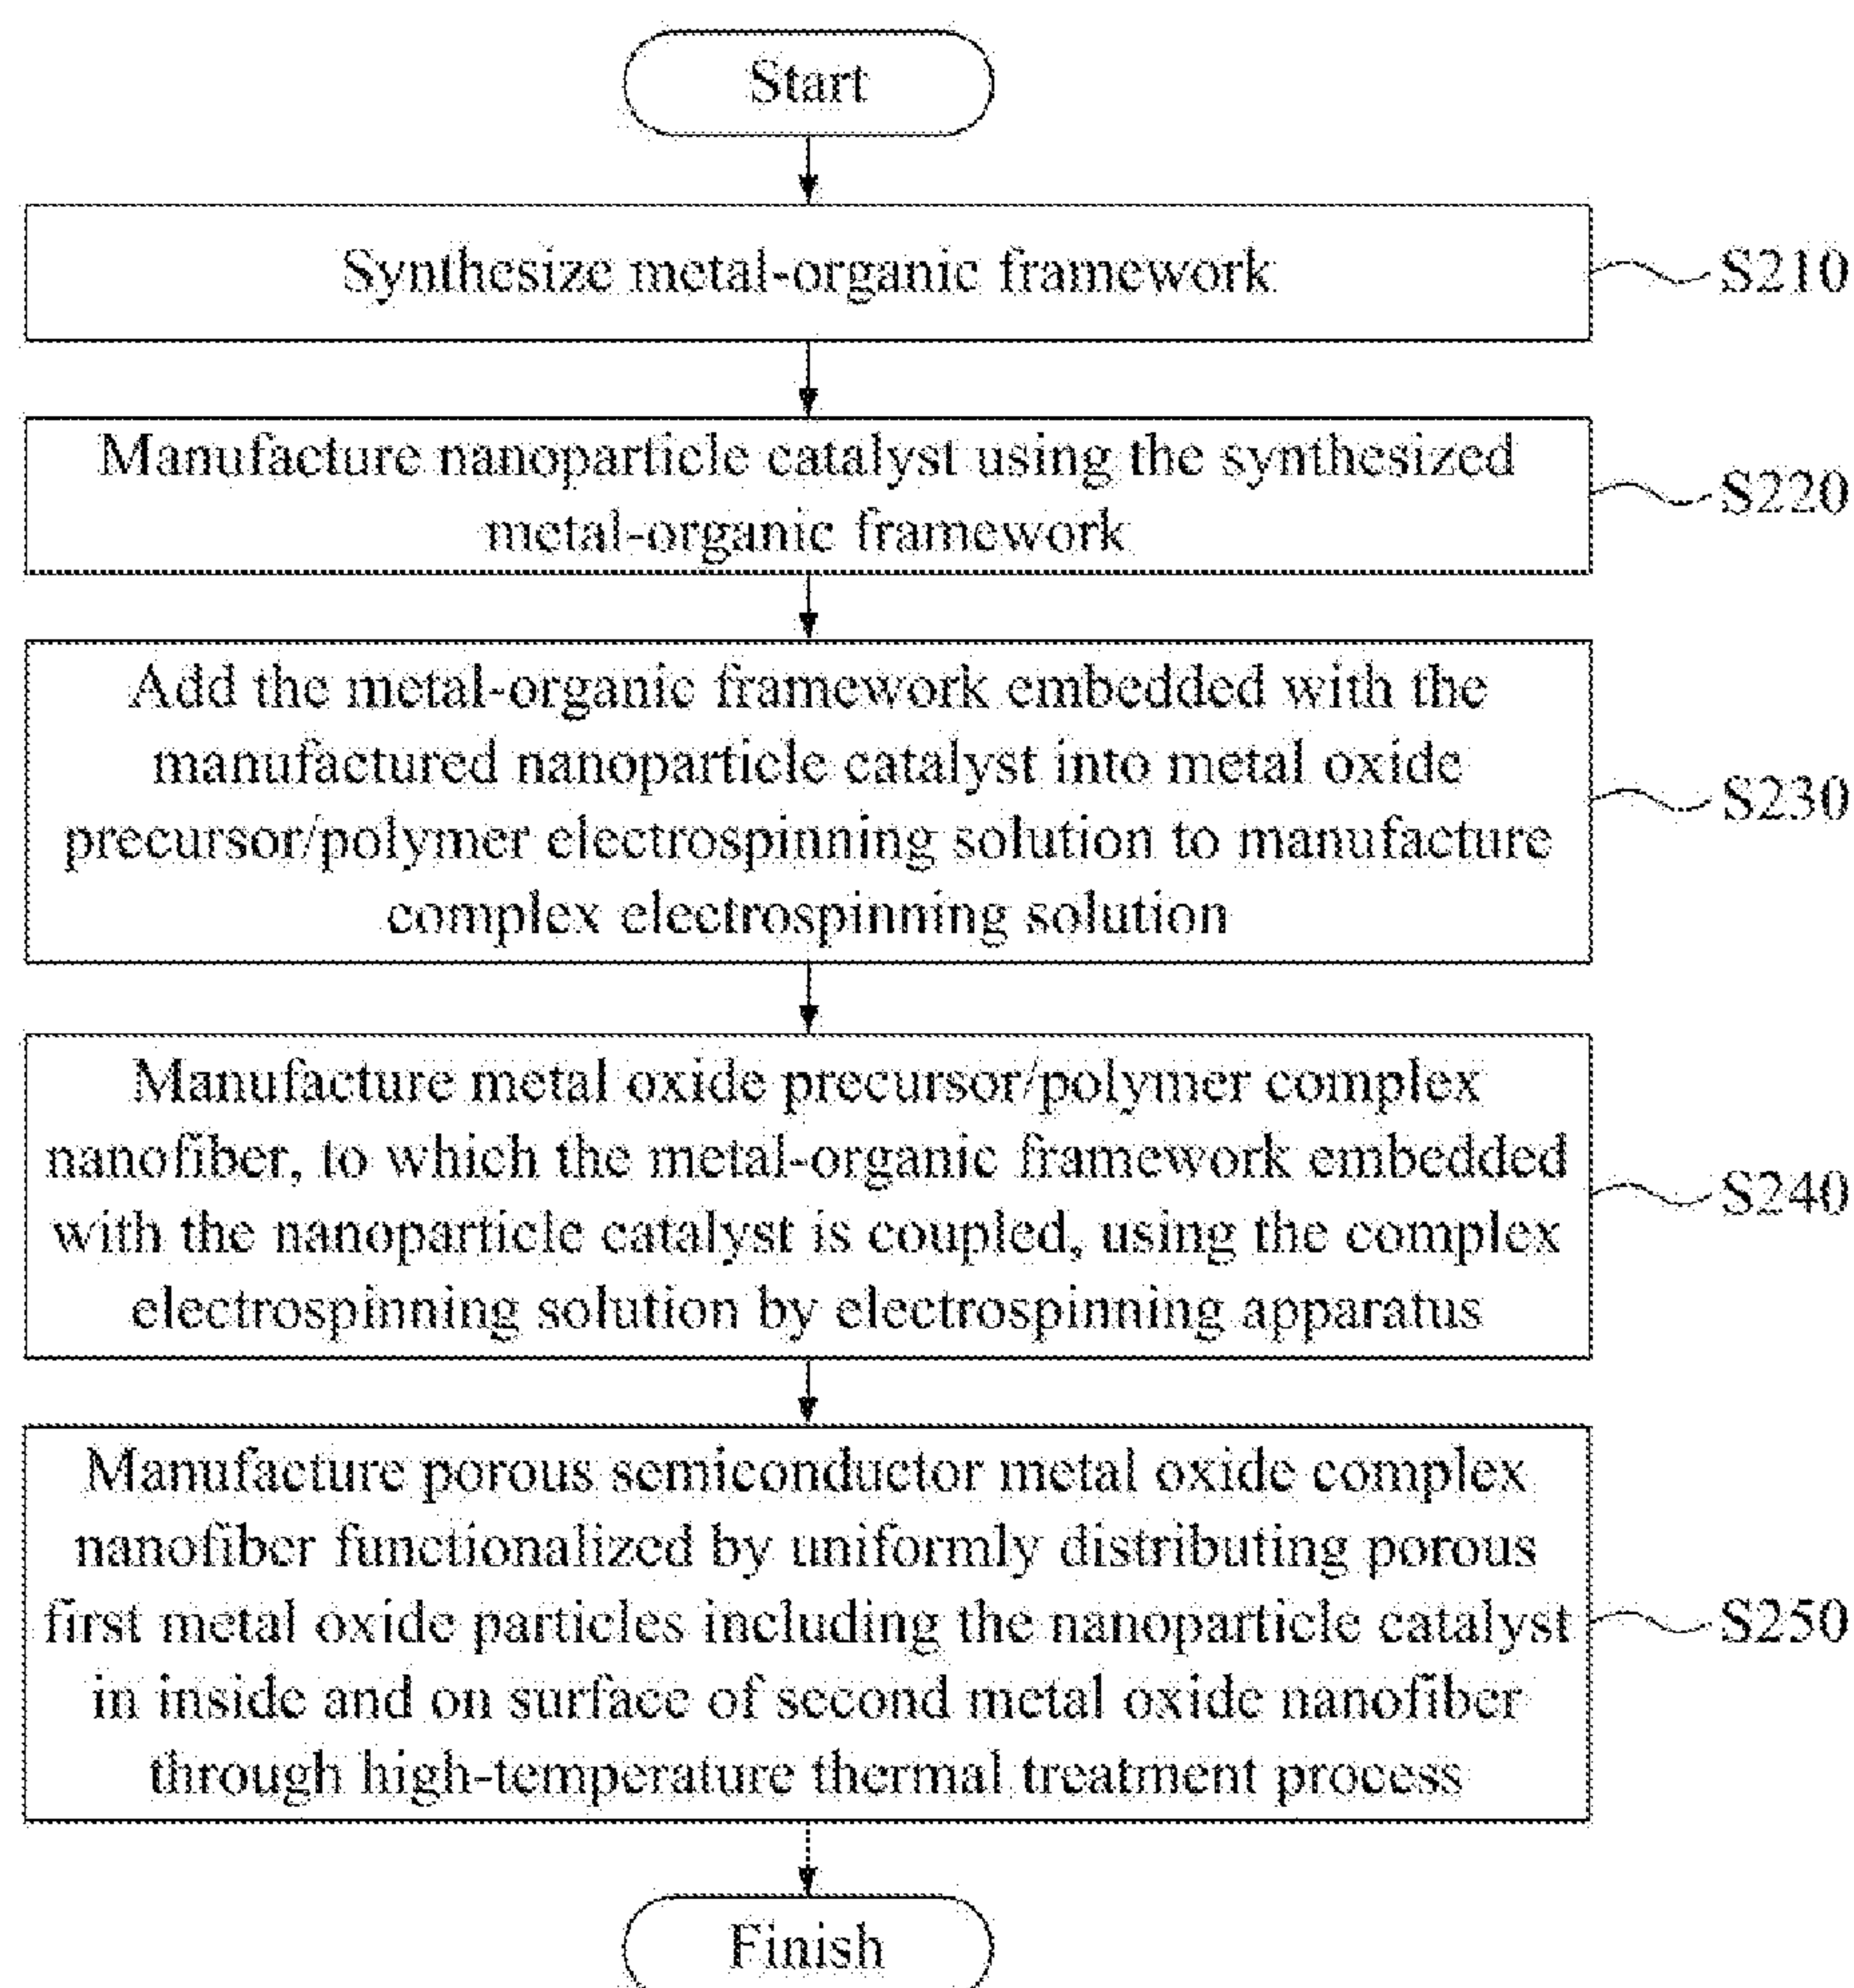 Start
Synthesize metal-organic framework
S210
Manufacture nanoparticle catalyst using the synthesized
metal-organic framework
S220
Add the metal-organic framework embedded with the
manufactured nanoparticle catalyst into metal oxide
precursor/polymer electrospinning solution to manufacture
complex electrospinning solution
S230
Manufacture metal oxide precursor/polymer complex
nanofiber, to which the metal-organic framework embedded
with the nanoparticle catalyst is coupled, using the complex
electrospinning solution by electrospinning apparatus
S240
Manufacture porous semiconductor metal oxide complex
nanofiber functionalized by uniformly distributing porous
first metal oxide particles including the nanoparticle catalyst
in inside and on surface of second metal oxide nanofiber
through high-temperature thermal treatment process
S250
Finish